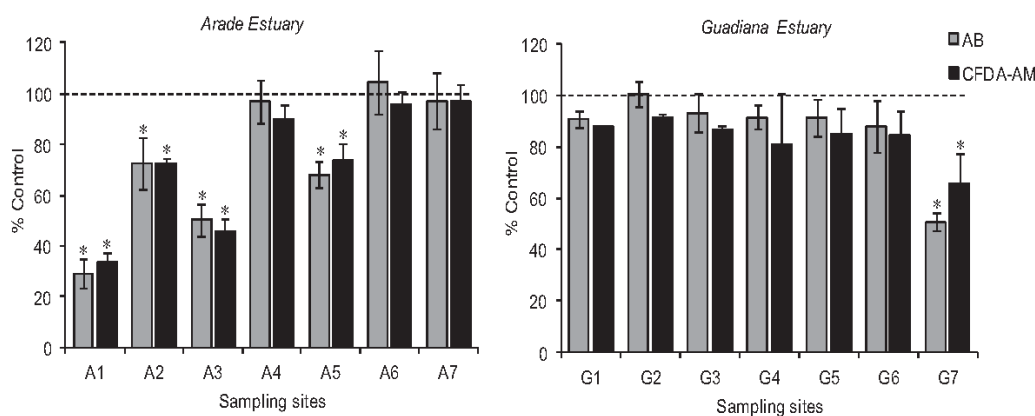 Arade Estuary
% Control
120
100
80
60
40
20
0
* * * * * * * *
A1 A2 A3 A4 A5 A6 A7
Sampling sites
Guadiana Estuary
% Control
120
100
80
60
40
20
0
* *
G1 G2 G3 G4 G5 G6 G7
Sampling sites
AB
CFDA-AM